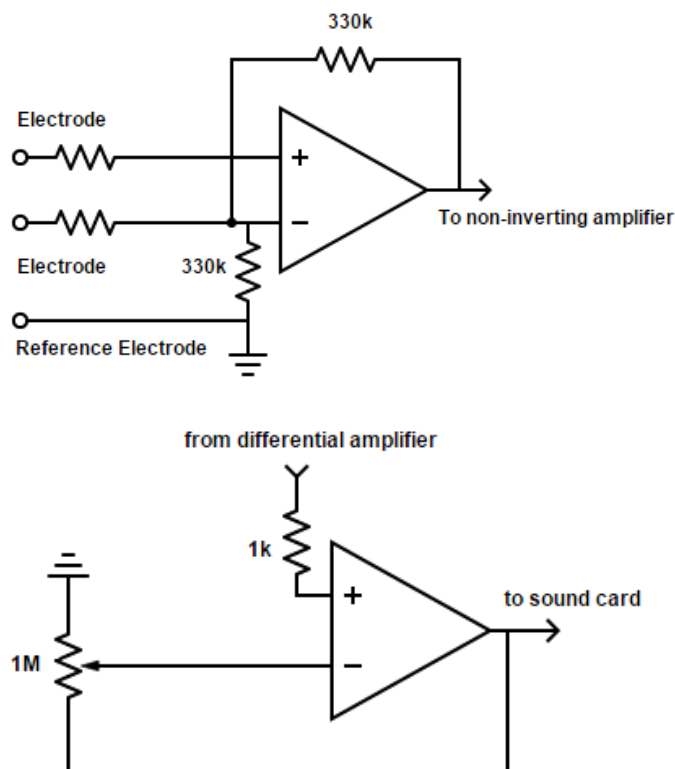 330k
Electrode
+
−
To non-inverting amplifier
330k
Electrode
Reference Electrode
from differential amplifier
1k
+
to sound card
1M
−